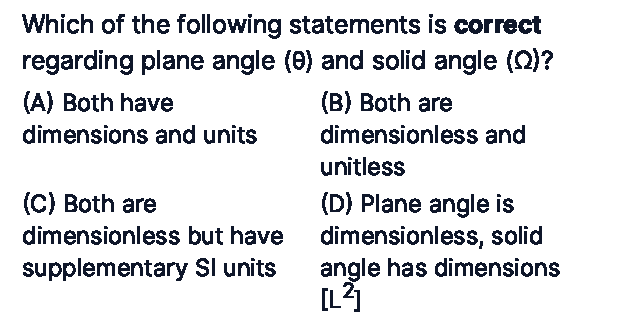 Which of the following statements is correct
regarding plane angle (θ) and solid angle (Ω)?
(A) Both have
dimensions and units
(B) Both are
dimensionless and
unitless
(C) Both are
dimensionless but have
supplementary SI units
(D) Plane angle is
dimensionless, solid
angle has dimensions
[L²]